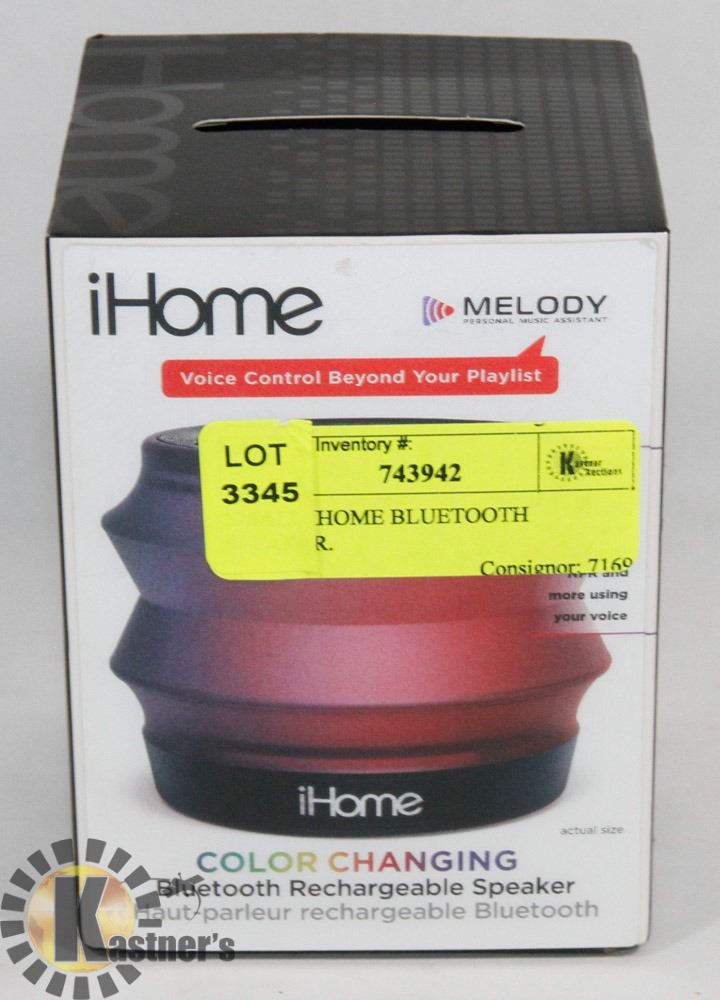 iHome
iHome
MELODY
PERSONAL MUSIC ASSISTANT
Voice Control Beyond Your Playlist
LOT
3345
Inventory #:
743942
Kastner
Auctions
HOME BLUETOOTH
R.
Consignor: 7169
NPR and
more using
your voice
iHome
actual size
COLOR CHANGING
Bluetooth Rechargeable Speaker
Haut-parleur rechargeable Bluetooth
Kastner's